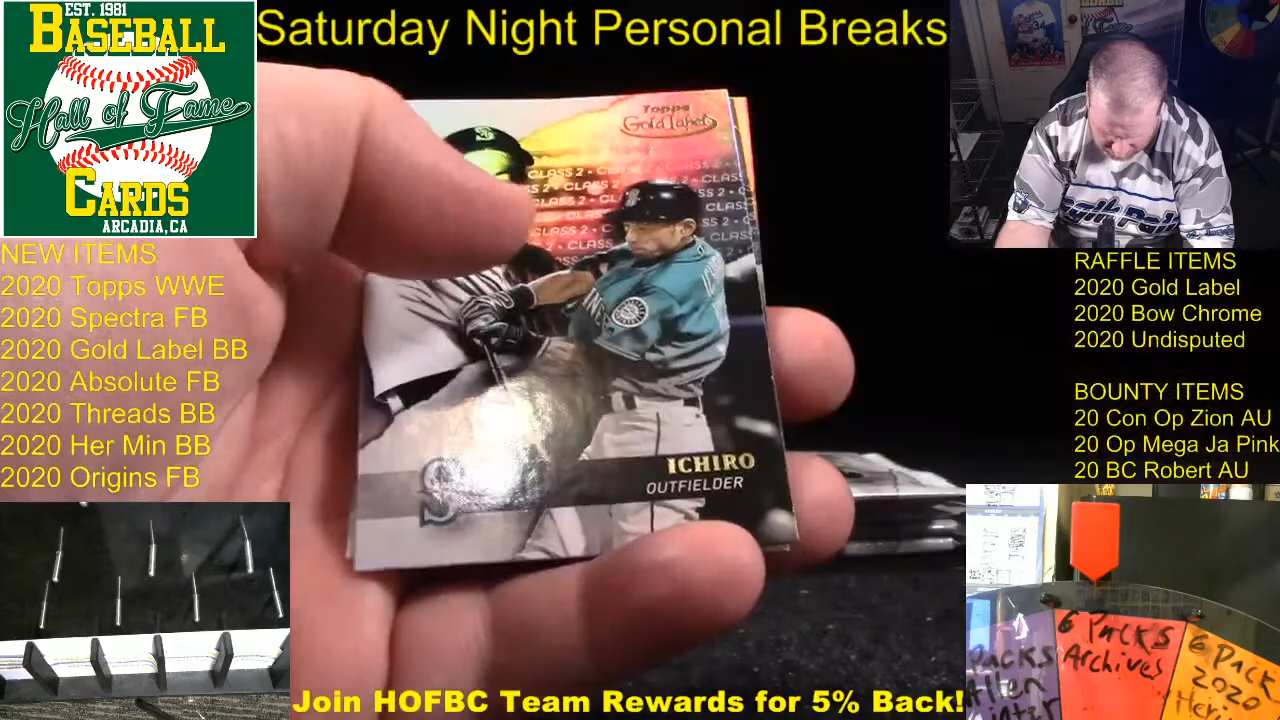 EST. 1981
BASEBALL
Hall of Fame
CARDS
ARCADIA, CA
Saturday Night Personal Breaks
NEW ITEMS
2020 Topps WWE
2020 Spectra FB
2020 Gold Label BB
2020 Absolute FB
2020 Threads BB
2020 Her Min BB
2020 Origins FB
Topps
Gold Label
CLASS 2 • CLASS 2 • CLASS 2
S
ICHIRO
OUTFIELDER
RAFFLE ITEMS
2020 Gold Label
2020 Bow Chrome
2020 Undisputed
BOUNTY ITEMS
20 Con Op Zion AU
20 Op Mega Ja Pink
20 BC Robert AU
6 Packs
Archives
6 Pack
2020
Join HOFBC Team Rewards for 5% Back!